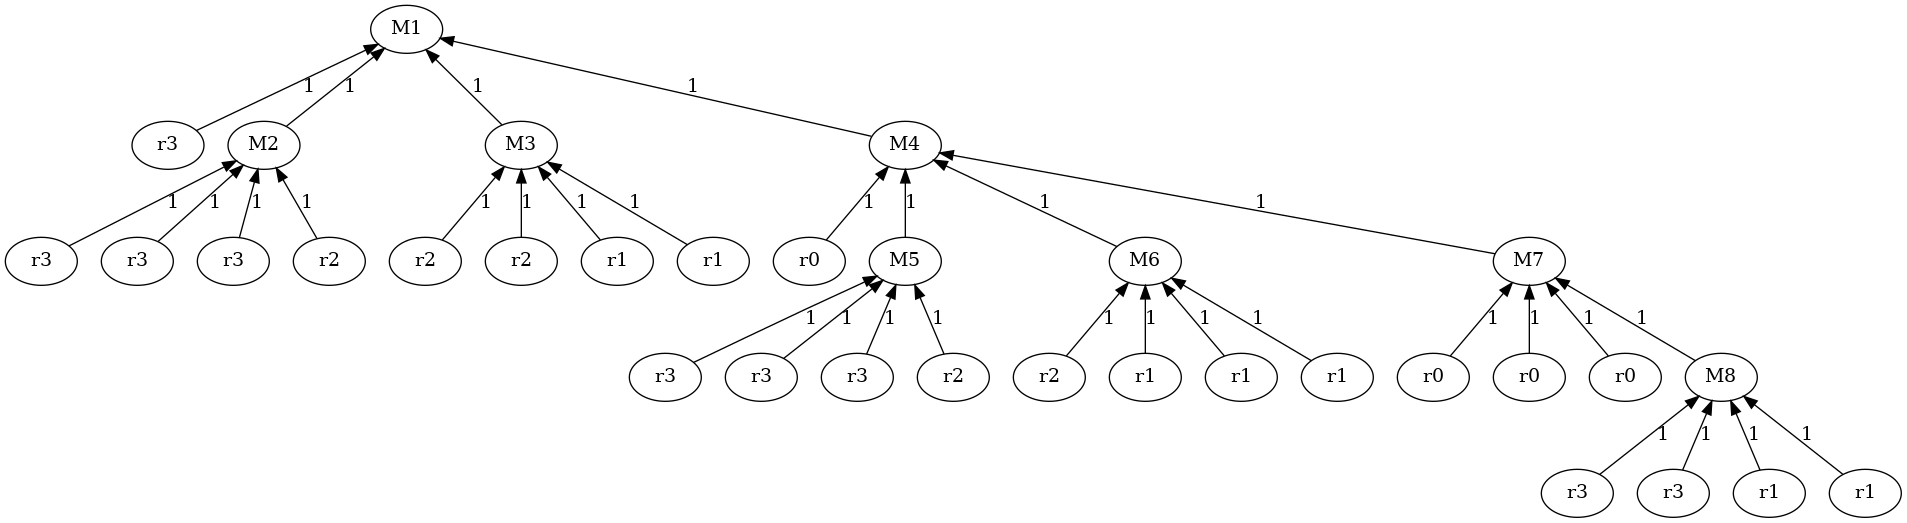 M1
1 1 1 1
r3 M2 M3 M4
1 1 1 1 1 1 1 1 1 1 1 1
r3 r3 r3 r2 r2 r2 r1 r1 r0 M5 M6 M7
1 1 1 1 1 1 1 1 1 1 1 1
r3 r3 r3 r2 r2 r1 r1 r1 r0 r0 r0 M8
1 1 1 1
r3 r3 r1 r1